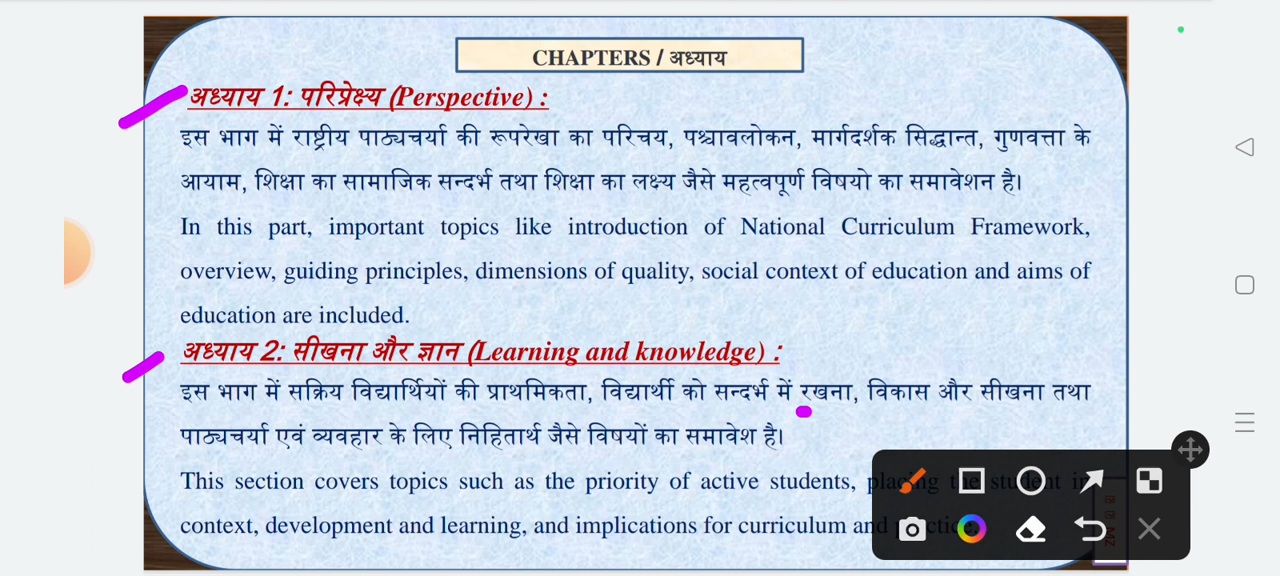 CHAPTERS / अध्याय
अध्याय 1: परिप्रेक्ष्य (Perspective) :
इस भाग में राष्ट्रीय पाठ्यचर्या की रूपरेखा का परिचय, पश्चावलोकन, मार्गदर्शक सिद्धान्त, गुणवत्ता के
आयाम, शिक्षा का सामाजिक सन्दर्भ तथा शिक्षा का लक्ष्य जैसे महत्वपूर्ण विषयो का समावेशन है।
In this part, important topics like introduction of National Curriculum Framework,
overview, guiding principles, dimensions of quality, social context of education and aims of
education are included.
अध्याय 2: सीखना और ज्ञान (Learning and knowledge) :
इस भाग में सक्रिय विद्यार्थियों की प्राथमिकता, विद्यार्थी को सन्दर्भ में रखना, विकास और सीखना तथा
पाठ्यचर्या एवं व्यवहार के लिए निहितार्थ जैसे विषयों का समावेश है।
This section covers topics such as the priority of active students, placing the student in
context, development and learning, and implications for curriculum and practice.